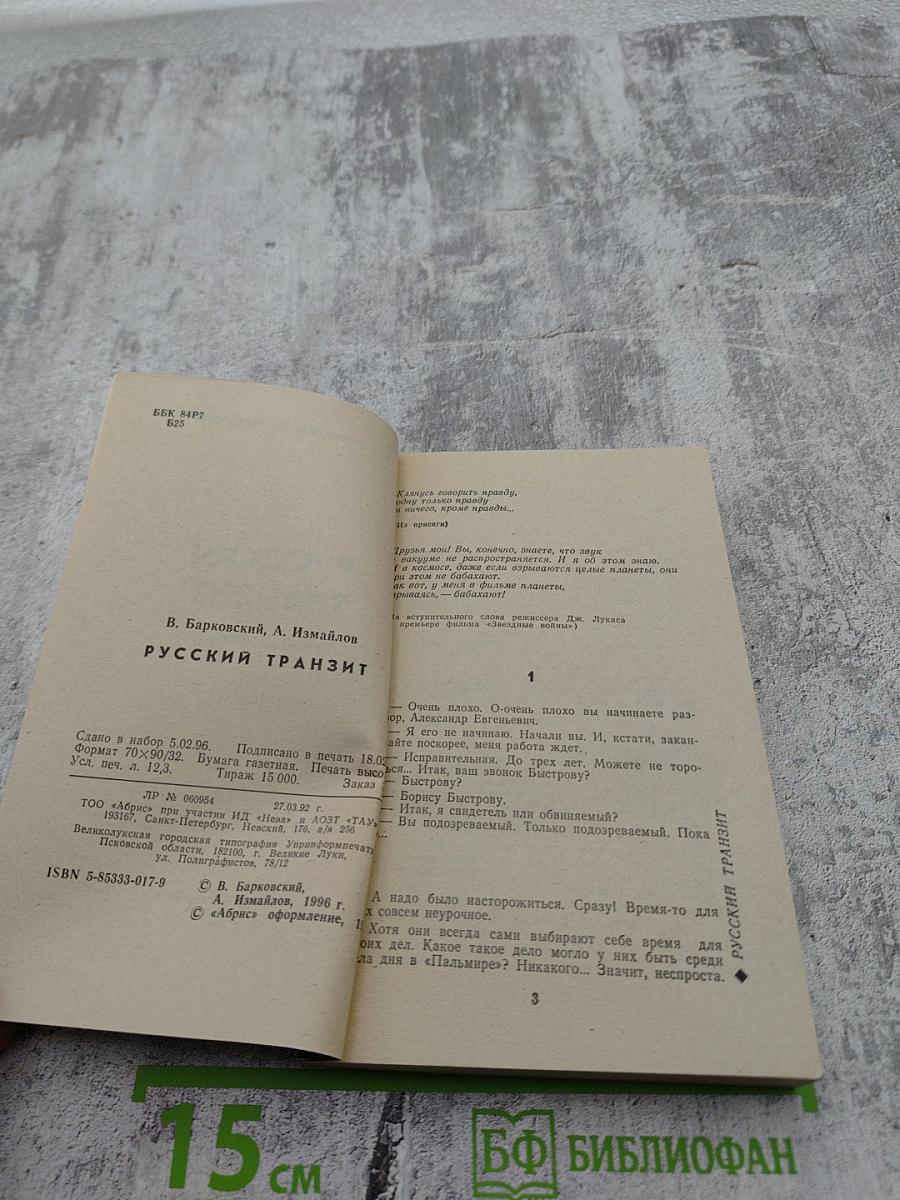 ББК 84Р7
Б25
В. Барковский, А. Измайлов
РУССКИЙ ТРАНЗИТ
Сдано в набор 5.02.96. Подписано в печать 18.02
Формат 70×90/32. Бумага газетная. Печать высо
Усл. печ. л. 12,3. Тираж 15 000. Заказ
ЛР № 060954 27.03.92 г.
ТОО «Абрис» при участии ИД «Нева» и АОЗТ «ТАУ»
193167, Санкт-Петербург, Невский, 176, а/я 256
Великолукская городская типография Упринформпечати
Псковской области, 182100, г. Великие Луки,
ул. Полиграфистов, 78/12
ISBN 5-85333-017-9
© В. Барковский,
А. Измайлов, 1996 г.
© «Абрис» оформление, 1
Клянусь говорить правду,
одну только правду
и ничего, кроме правды...
(Из присяги)
Друзья мои! Вы, конечно, знаете, что звук
вакууме не распространяется. И я об этом знаю.
И в космосе, даже если взрываются целые планеты, они
ри этом не бабахают.
ак вот, у меня в фильме планеты,
зрываясь, — бабахают!
Из вступительного слова режиссера Дж. Лукаса
премьере фильма «Звездные войны»)
1
— Очень плохо. О-очень плохо вы начинаете раз-
вор, Александр Евгеньевич.
— Я его не начинаю. Начали вы. И, кстати, закан-
айте поскорее, меня работа ждет.
— Исправительная. До трех лет. Можете не торо-
ься... Итак, ваш звонок Быстрову?
— Быстрову?
— Борису Быстрову.
— Итак, я свидетель или обвиняемый?
— Вы подозреваемый. Только подозреваемый. Пока
...
А надо было насторожиться. Сразу! Время-то для
х совсем неурочное.
Хотя они всегда сами выбирают себе время для
оих дел. Какое такое дело могло у них быть среди
ла дня в «Пальмире»? Никакого... Значит, неспроста.
РУССКИЙ ТРАНЗИТ
3
15 см
БФ БИБЛИОФАН